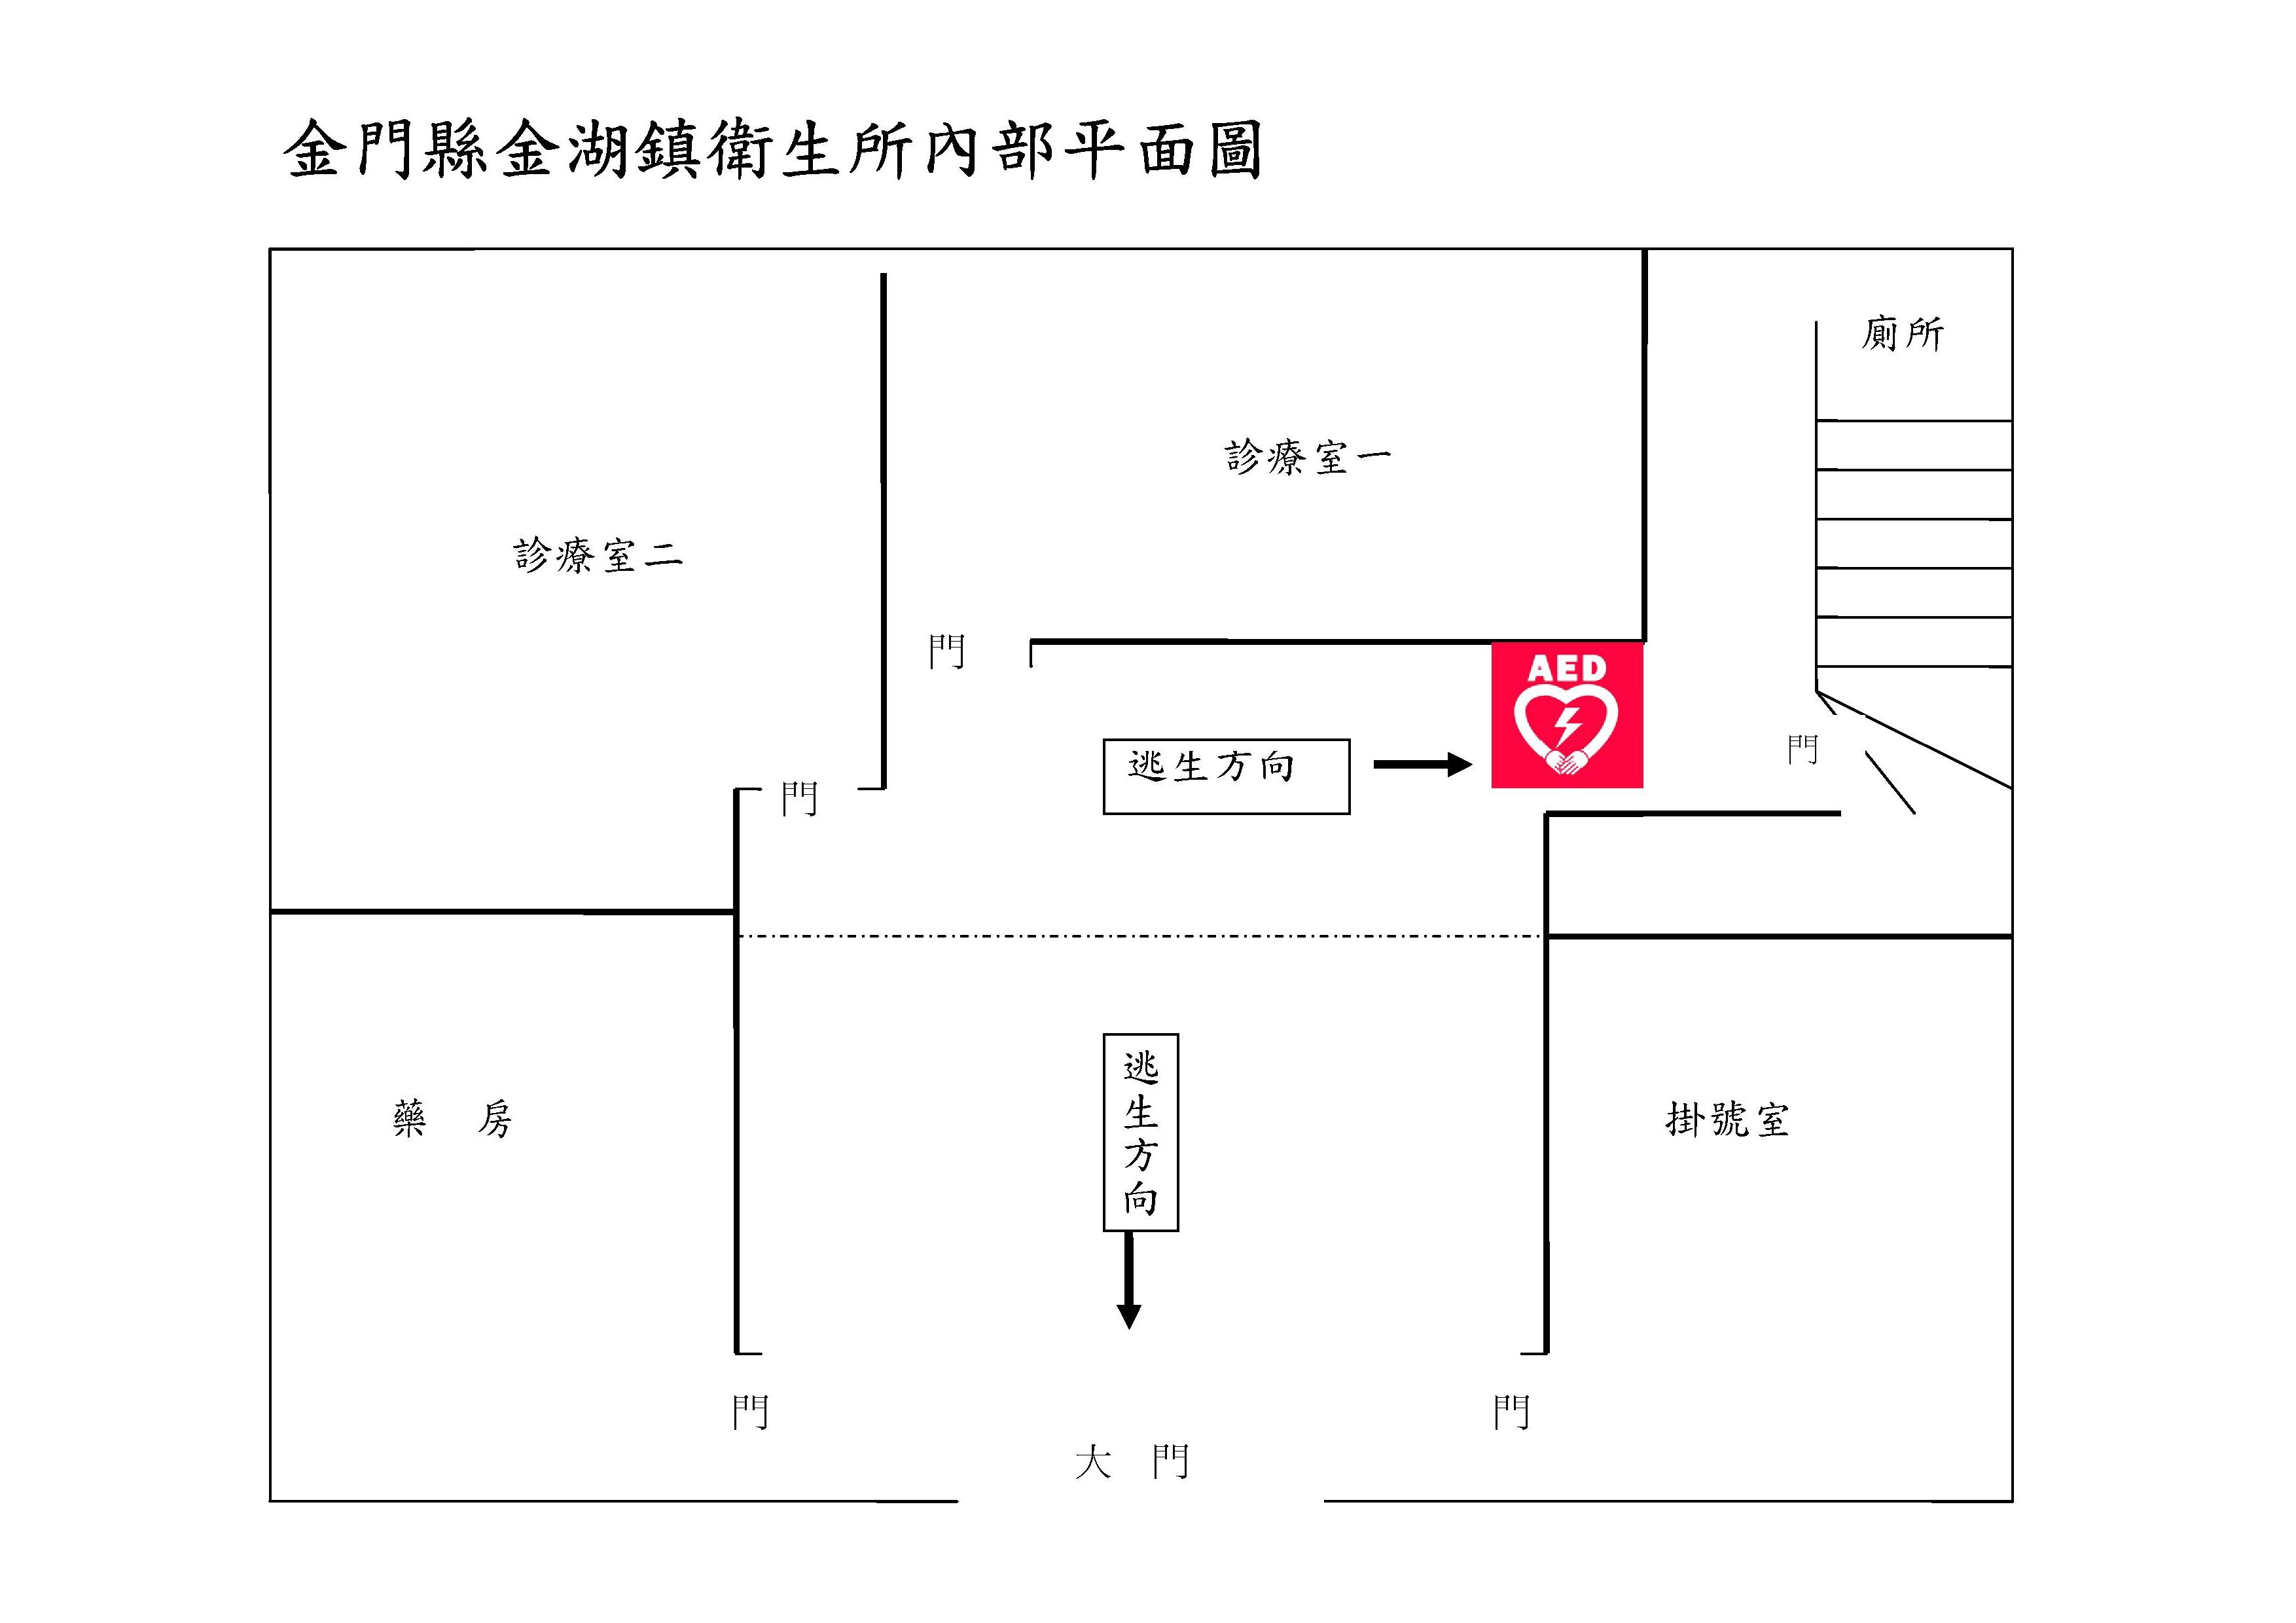 金門縣金湖鎮衛生所內部平面圖
廁所
診療室一
診療室二
門
AED
門
逃生方向
門
逃生方向
藥 房
掛號室
門
門
大 門